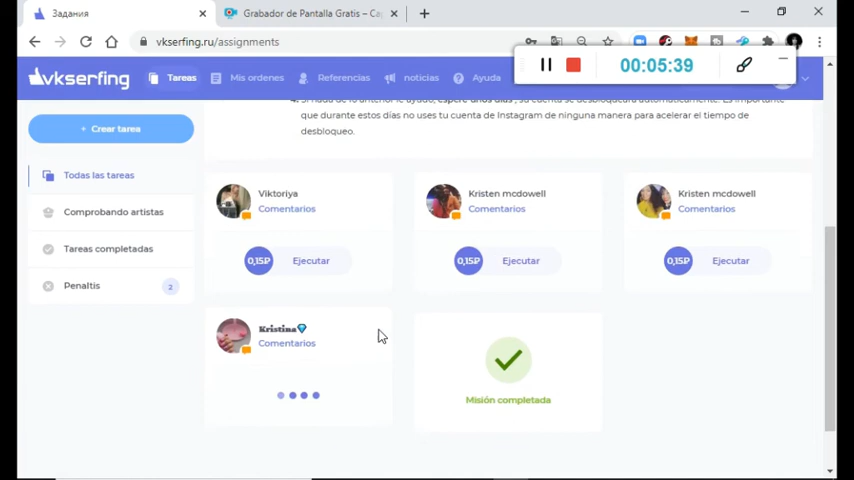 Задания
Grabador de Pantalla Gratis – Ca
vkserfing.ru/assignments
00:05:39
vkserfing
Tareas
Mis ordenes
Referencias
noticias
Ayuda
+ Crear tarea
4. Si nada de lo anterior le ayudó, espere unos días , su cuenta se desbloqueará automáticamente. Es importante
que durante estos días no uses tu cuenta de Instagram de ninguna manera para acelerar el tiempo de
desbloqueo.
Todas las tareas
Comprobando artistas
Tareas completadas
Penaltis
2
Viktoriya
Comentarios
0,15₽
Ejecutar
Kristen mcdowell
Comentarios
0,15₽
Ejecutar
Kristen mcdowell
Comentarios
0,15₽
Ejecutar
Kristina💎
Comentarios
Misión completada